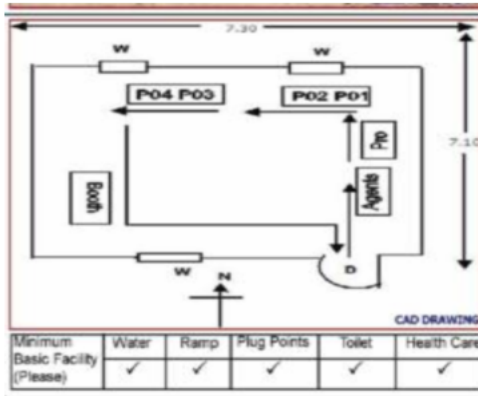 7.30
W W
P04 P03 P02 P01
Pro
7.10
Booth
Agents
W
D
N
CAD DRAWING
Minimum Basic Facility (Please) Water Ramp Plug Points Toilet Health Care
✓ ✓ ✓ ✓ ✓